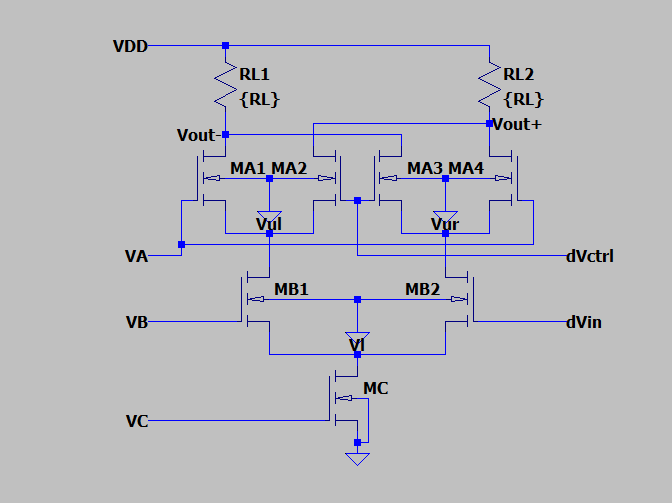 VDD
RL1
{RL}
RL2
{RL}
Vout-
Vout+
MA1 MA2
MA3 MA4
Vul
Vur
VA
dVctrl
MB1
MB2
VB
dVin
Vl
MC
VC